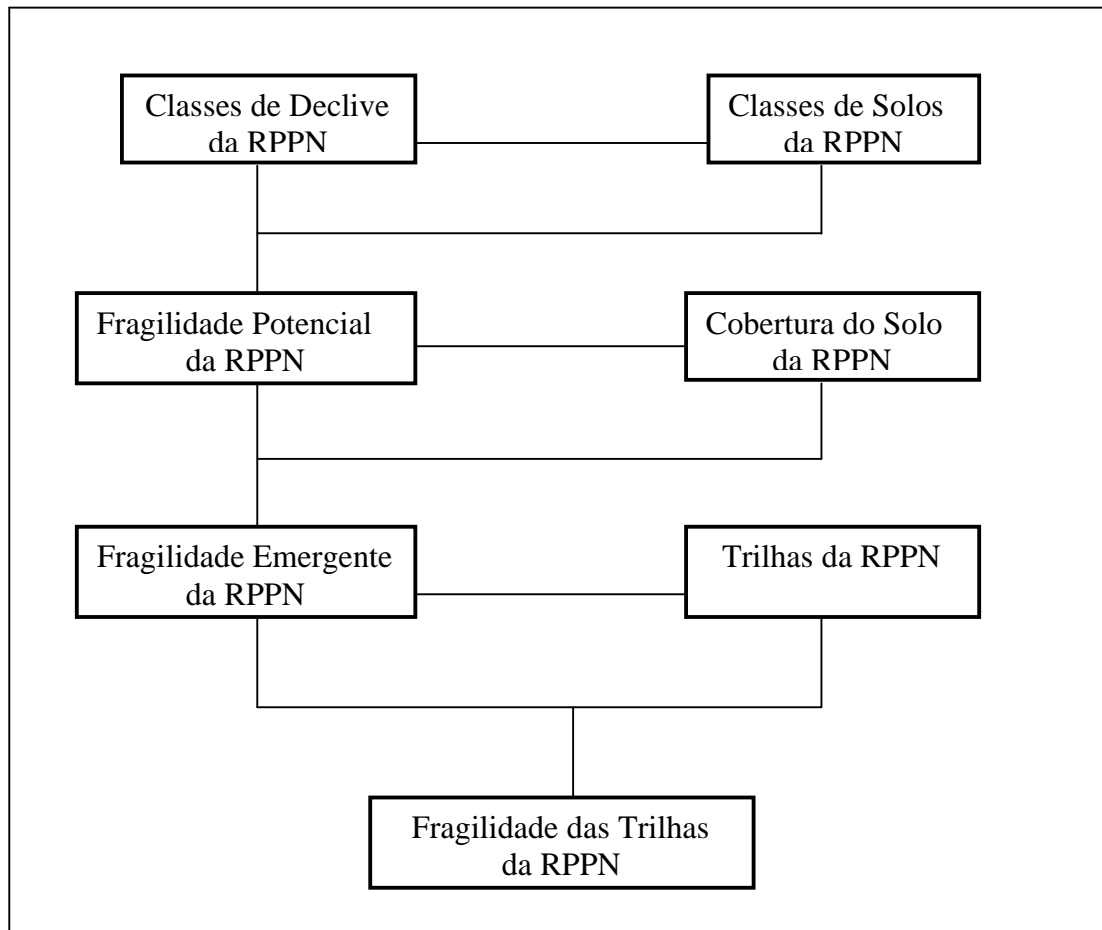 Classes de Declive
da RPPN
Classes de Solos
da RPPN
Fragilidade Potencial
da RPPN
Cobertura do Solo
da RPPN
Fragilidade Emergente
da RPPN
Trilhas da RPPN
Fragilidade das Trilhas
da RPPN